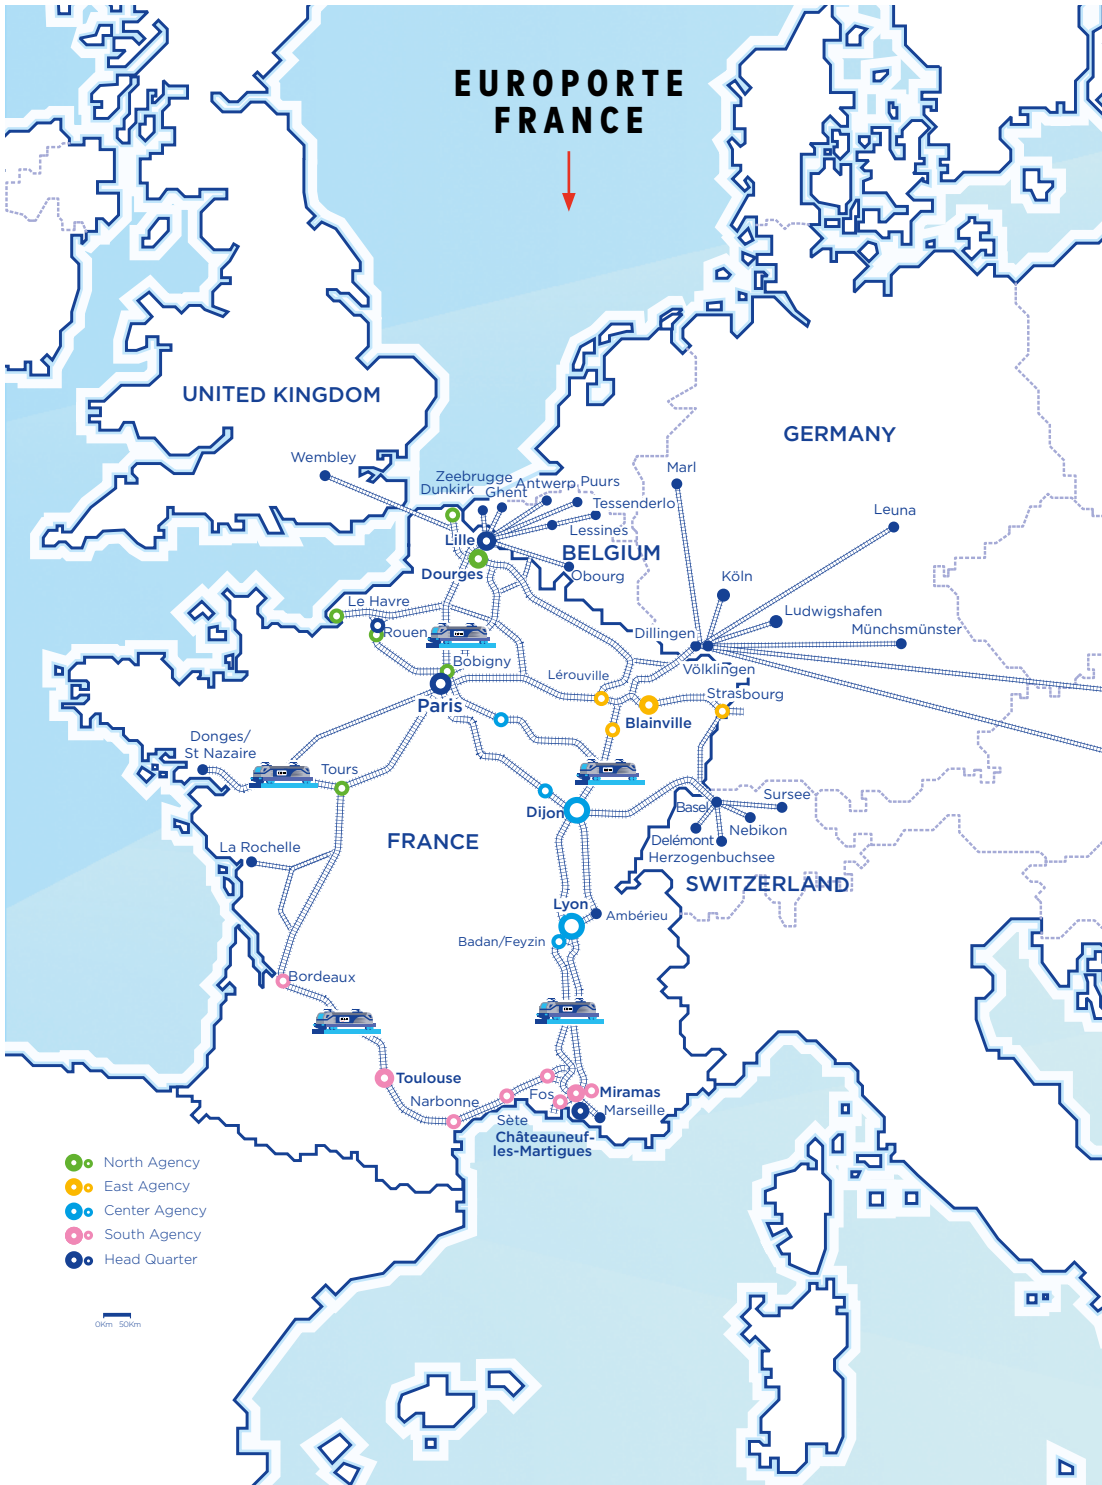 EUROPORTE
FRANCE
UNITED KINGDOM
GERMANY
Wembley
Zeebrugge
Dunkirk
Ghent
Antwerp
Puurs
Tessenderlo
Lessines
Marl
Leuna
Lille
BELGIUM
Dourges
Obourg
Köln
Le Havre
Ludwigshafen
Rouen
Dillingen
Münchsmünster
Bobigny
Lérouville
Völklingen
Paris
Strasbourg
Blainville
Donges/
St Nazaire
Tours
Dijon
Basel
Sursee
Nebikon
Delémont
Herzogenbuchsee
FRANCE
La Rochelle
SWITZERLAND
Lyon
Ambérieu
Badan/Feyzin
Bordeaux
Toulouse
Narbonne
Fos
Miramas
Marseille
Sète
Châteauneuf-
les-Martigues
North Agency
East Agency
Center Agency
South Agency
Head Quarter
0Km 50Km